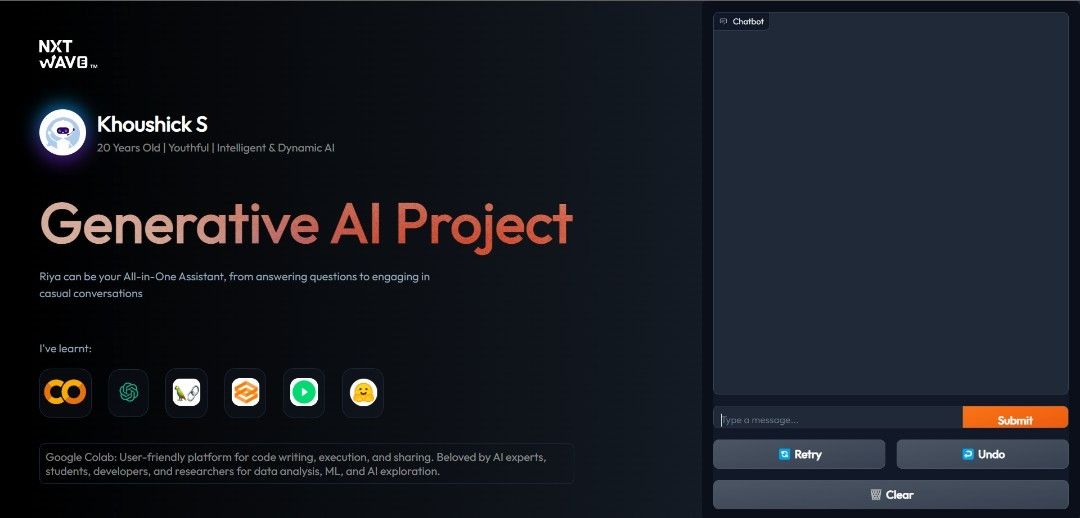 NXT
WAVE™
Khoushick S
20 Years Old | Youthful | Intelligent & Dynamic AI
Generative AI Project
Riya can be your All-in-One Assistant, from answering questions to engaging in
casual conversations
I've learnt:
Google Colab: User-friendly platform for code writing, execution, and sharing. Beloved by AI experts,
students, developers, and researchers for data analysis, ML, and AI exploration.
Chatbot
Type a message...
Submit
Retry
Undo
Clear